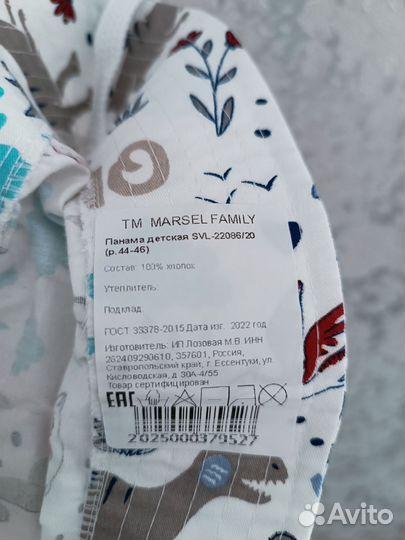 TM MARSEL FAMILY
Панама детская SVL-22086/20
(р.44-46)
Состав: 100% хлопок
Утеплитель:
Подклад:
ГОСТ 33378-2015 Дата изг. 2022 год
Изготовитель: ИП Лозовая М.В. ИНН
262409290610, 357601, Россия,
Ставропольский край, г. Ессентуки, ул.
Кисловодская, д 30А-4/55
Товар сертифицирован
EAC
2025000379527
Avito